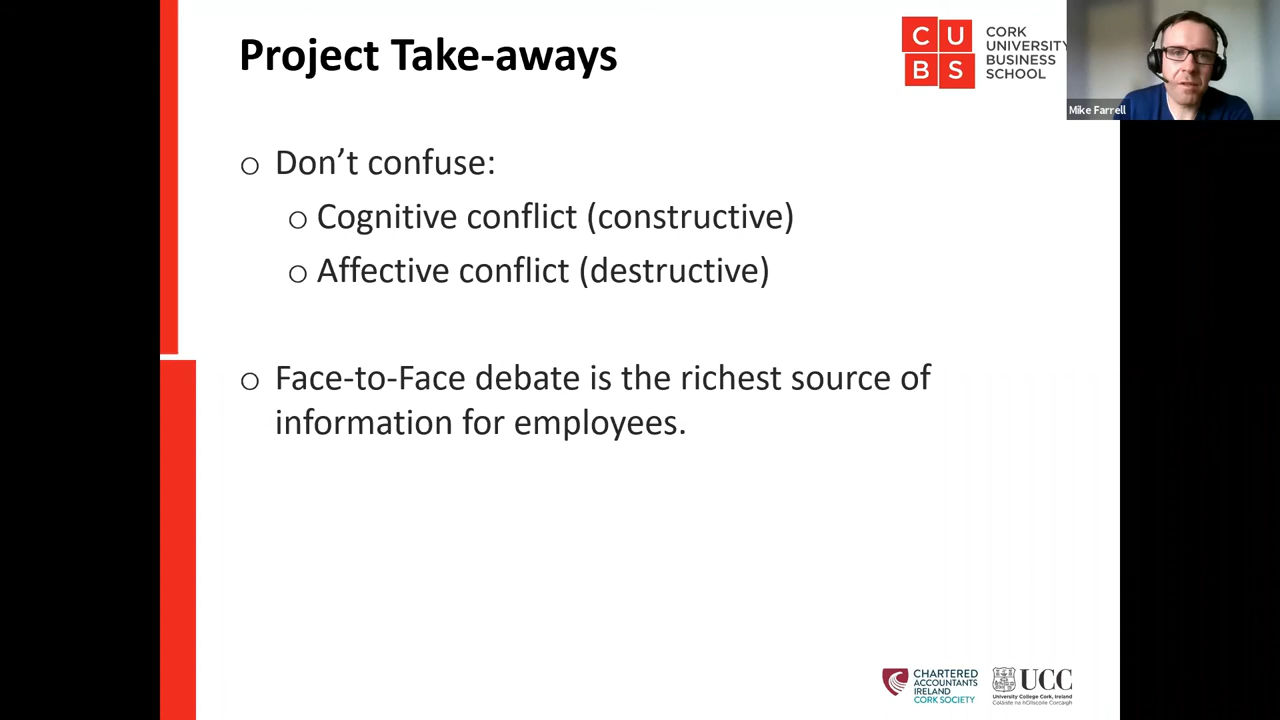 Project Take-aways
C U
B S
CORK
UNIVERSITY
BUSINESS
SCHOOL
Mike Farrell
o Don’t confuse:
o Cognitive conflict (constructive)
o Affective conflict (destructive)
o Face-to-Face debate is the richest source of
information for employees.
CHARTERED
ACCOUNTANTS
IRELAND
CORK SOCIETY
UCC
University College Cork, Ireland
Coláiste na hOllscoile Corcaigh